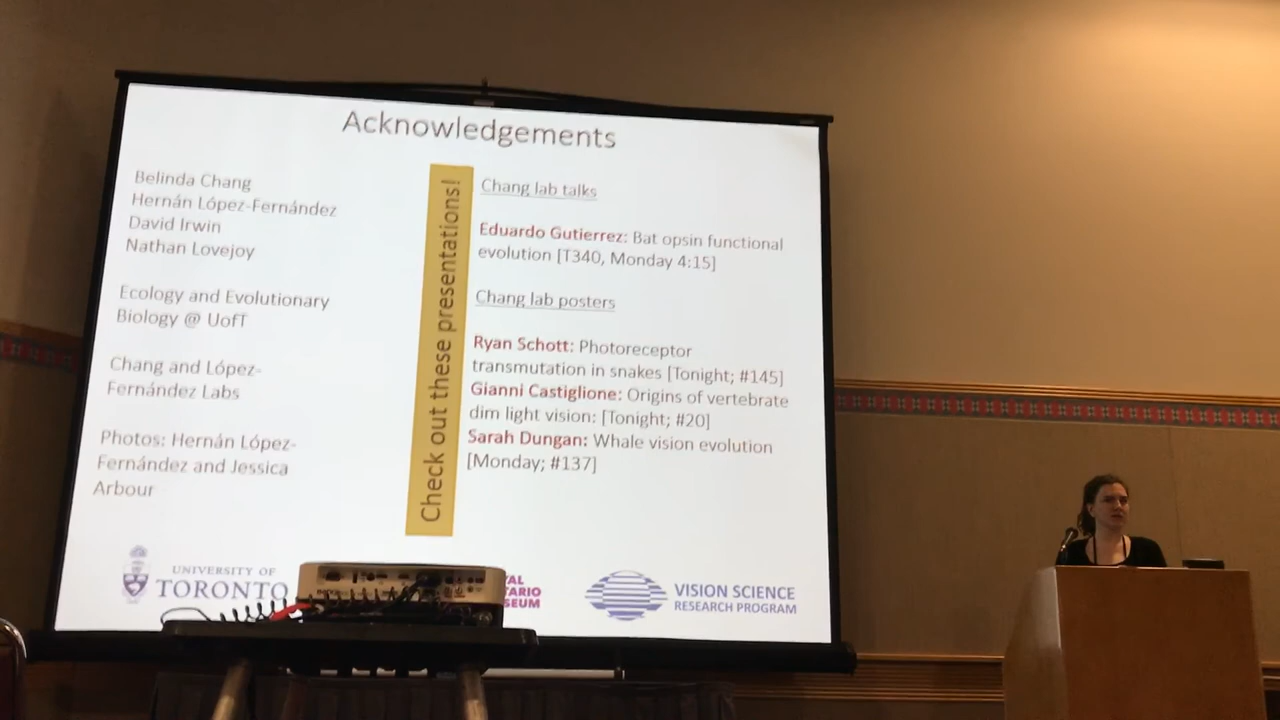 Acknowledgements
Belinda Chang
Hernán López-Fernández
David Irwin
Nathan Lovejoy
Ecology and Evolutionary
Biology @ UofT
Chang and López-
Fernández Labs
Photos: Hernán López-
Fernández and Jessica
Arbour
Check out these presentations!
Chang lab talks
Eduardo Gutierrez: Bat opsin functional
evolution [T340, Monday 4:15]
Chang lab posters
Ryan Schott: Photoreceptor
transmutation in snakes [Tonight; #145]
Gianni Castiglione: Origins of vertebrate
dim light vision: [Tonight; #20]
Sarah Dungan: Whale vision evolution
[Monday; #137]
UNIVERSITY OF
TORONTO
VISION SCIENCE
RESEARCH PROGRAM